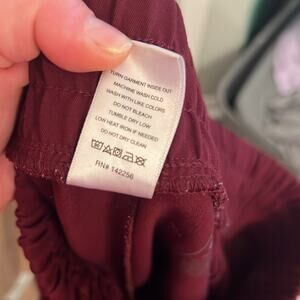 TURN GARMENT INSIDE OUT
MACHINE WASH COLD
WASH WITH LIKE COLORS
DO NOT BLEACH
TUMBLE DRY LOW
LOW HEAT IRON IF NEEDED
DO NOT DRY CLEAN
RN# 142256